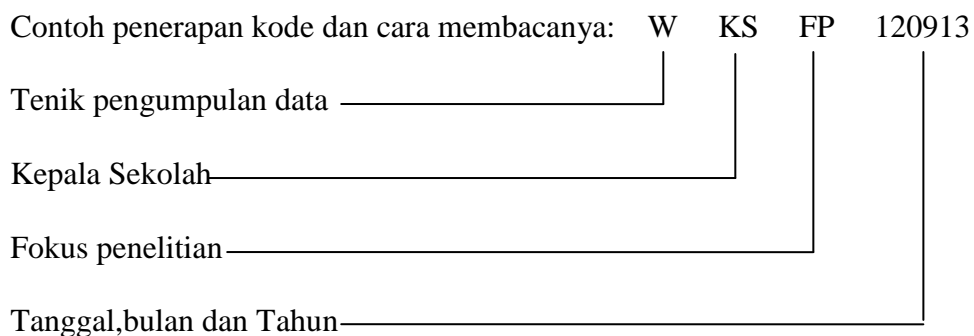 Contoh penerapan kode dan cara membacanya: W KS FP 120913
Tenik pengumpulan data
Kepala Sekolah
Fokus penelitian
Tanggal,bulan dan Tahun